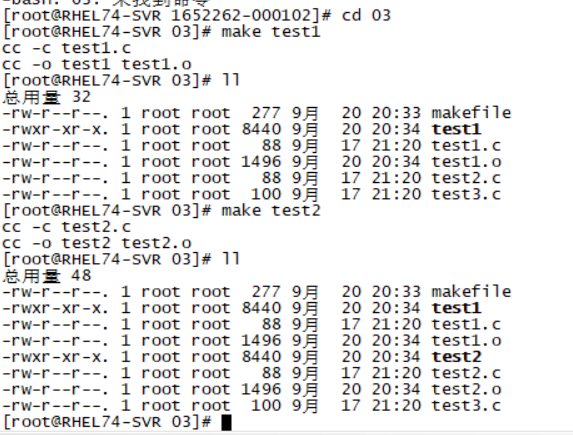 [root@RHEL74-SVR 1652262-000102]# cd 03
[root@RHEL74-SVR 03]# make test1
cc -c test1.c
cc -o test1 test1.o
[root@RHEL74-SVR 03]# ll
总用量 32
-rw-r--r--. 1 root root  277 9月  20 20:33 makefile
-rwxr-xr-x. 1 root root 8440 9月  20 20:34 test1
-rw-r--r--. 1 root root   88 9月  17 21:20 test1.c
-rw-r--r--. 1 root root 1496 9月  20 20:34 test1.o
-rw-r--r--. 1 root root   88 9月  17 21:20 test2.c
-rw-r--r--. 1 root root  100 9月  17 21:20 test3.c
[root@RHEL74-SVR 03]# make test2
cc -c test2.c
cc -o test2 test2.o
[root@RHEL74-SVR 03]# ll
总用量 48
-rw-r--r--. 1 root root  277 9月  20 20:33 makefile
-rwxr-xr-x. 1 root root 8440 9月  20 20:34 test1
-rw-r--r--. 1 root root   88 9月  17 21:20 test1.c
-rw-r--r--. 1 root root 1496 9月  20 20:34 test1.o
-rwxr-xr-x. 1 root root 8440 9月  20 20:34 test2
-rw-r--r--. 1 root root   88 9月  17 21:20 test2.c
-rw-r--r--. 1 root root 1496 9月  20 20:34 test2.o
-rw-r--r--. 1 root root  100 9月  17 21:20 test3.c
[root@RHEL74-SVR 03]#